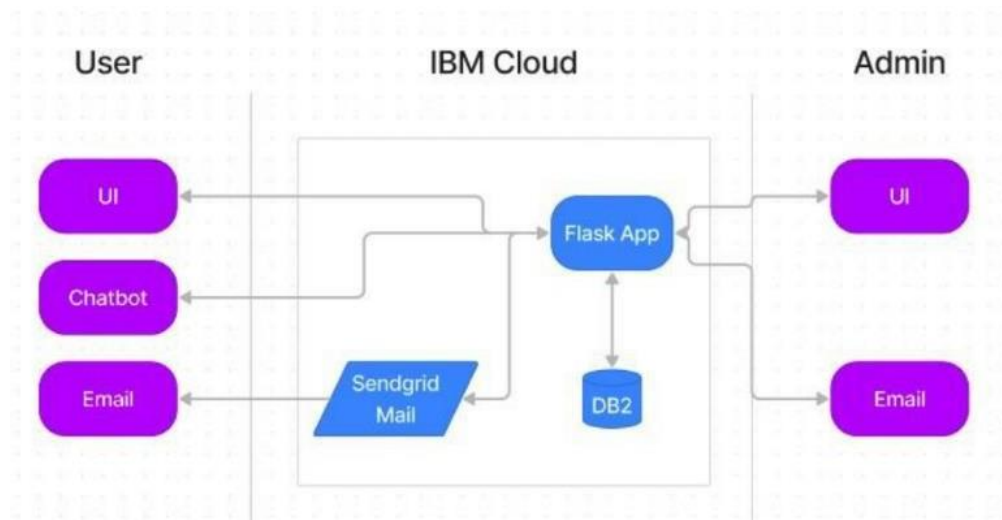 User
IBM Cloud
Admin
UI
Flask App
UI
Chatbot
Email
Sendgrid
Mail
DB2
Email